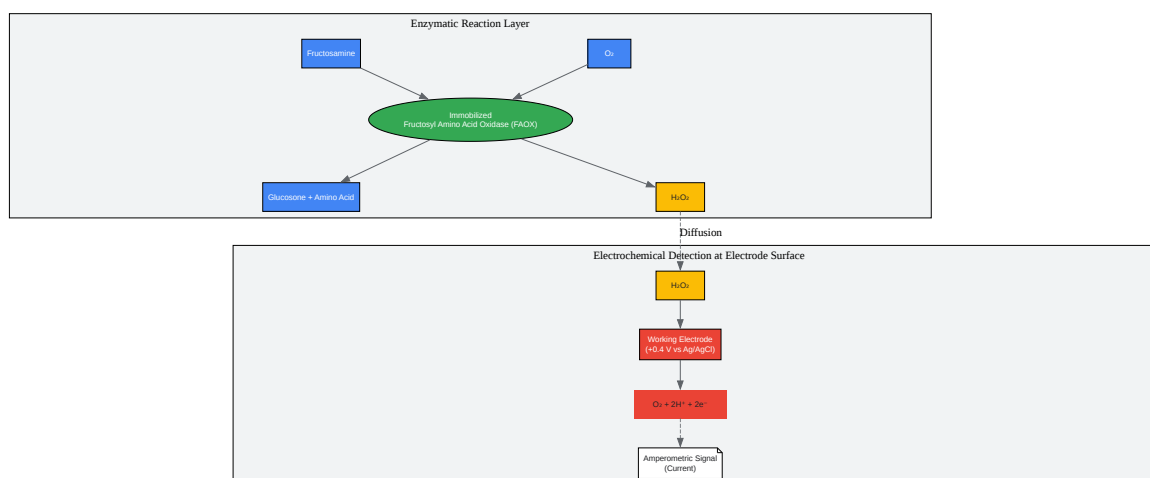 Enzymatic Reaction Layer
Fructosamine
O₂
Immobilized
Fructosyl Amino Acid Oxidase (FAOX)
Glucosone + Amino Acid
H₂O₂
Diffusion
Electrochemical Detection at Electrode Surface
H₂O₂
Working Electrode
(+0.4 V vs Ag/AgCl)
O₂ + 2H⁺ + 2e⁻
Amperometric Signal
(Current)